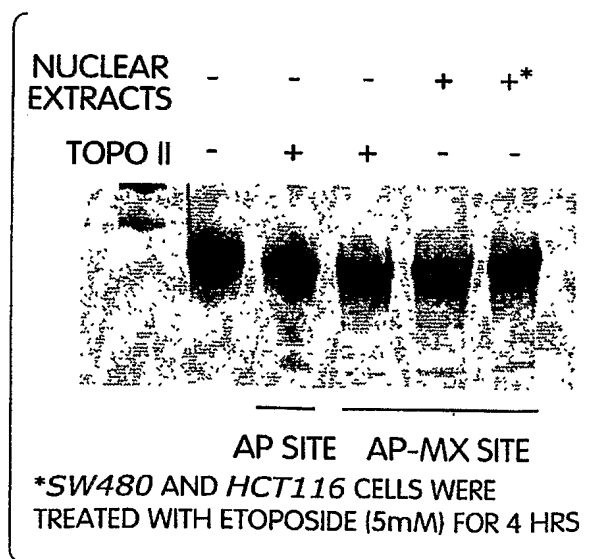 NUCLEAR EXTRACTS - - - + +*
TOPO II - + + - -
AP SITE AP-MX SITE
*SW480 AND HCT116 CELLS WERE
TREATED WITH ETOPOSIDE (5mM) FOR 4 HRS